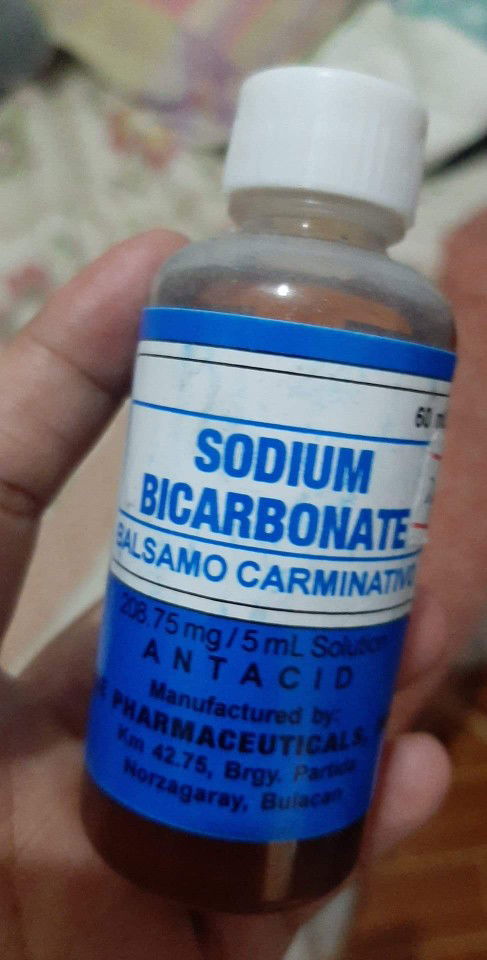 60 mL
SODIUM
BICARBONATE
BALSAMO CARMINATIVO
208.75 mg / 5 mL Solution
ANTACID
Manufactured by:
PHARMACEUTICALS,
Km 42.75, Brgy. Partida
Norzagaray, Bulacan